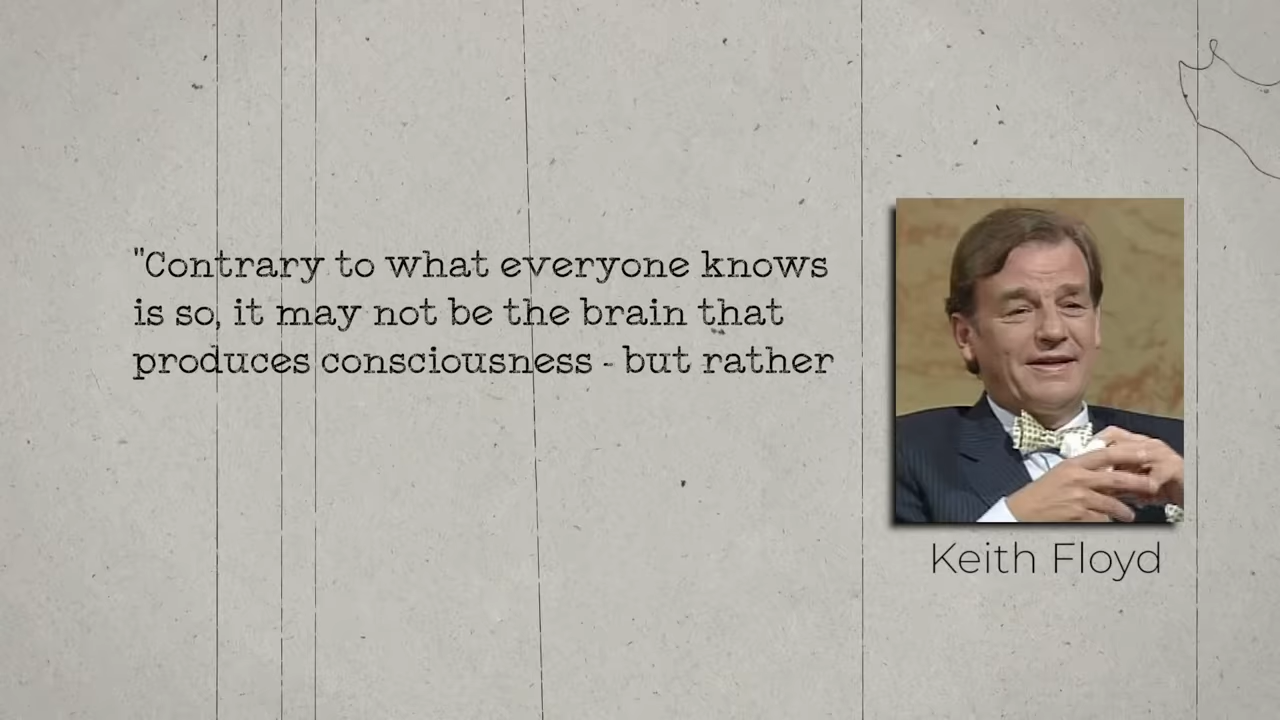 "Contrary to what everyone knows
is so, it may not be the brain that
produces consciousness - but rather
Keith Floyd